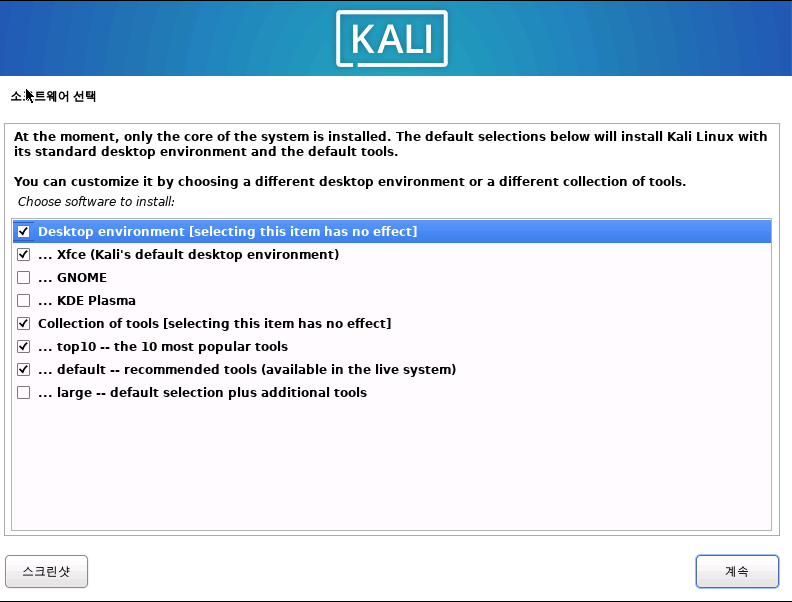 KALI
소프트웨어 선택
At the moment, only the core of the system is installed. The default selections below will install Kali Linux with
its standard desktop environment and the default tools.
You can customize it by choosing a different desktop environment or a different collection of tools.
Choose software to install:
Desktop environment [selecting this item has no effect]
... Xfce (Kali's default desktop environment)
... GNOME
... KDE Plasma
Collection of tools [selecting this item has no effect]
... top10 -- the 10 most popular tools
... default -- recommended tools (available in the live system)
... large -- default selection plus additional tools
스크린샷
계속